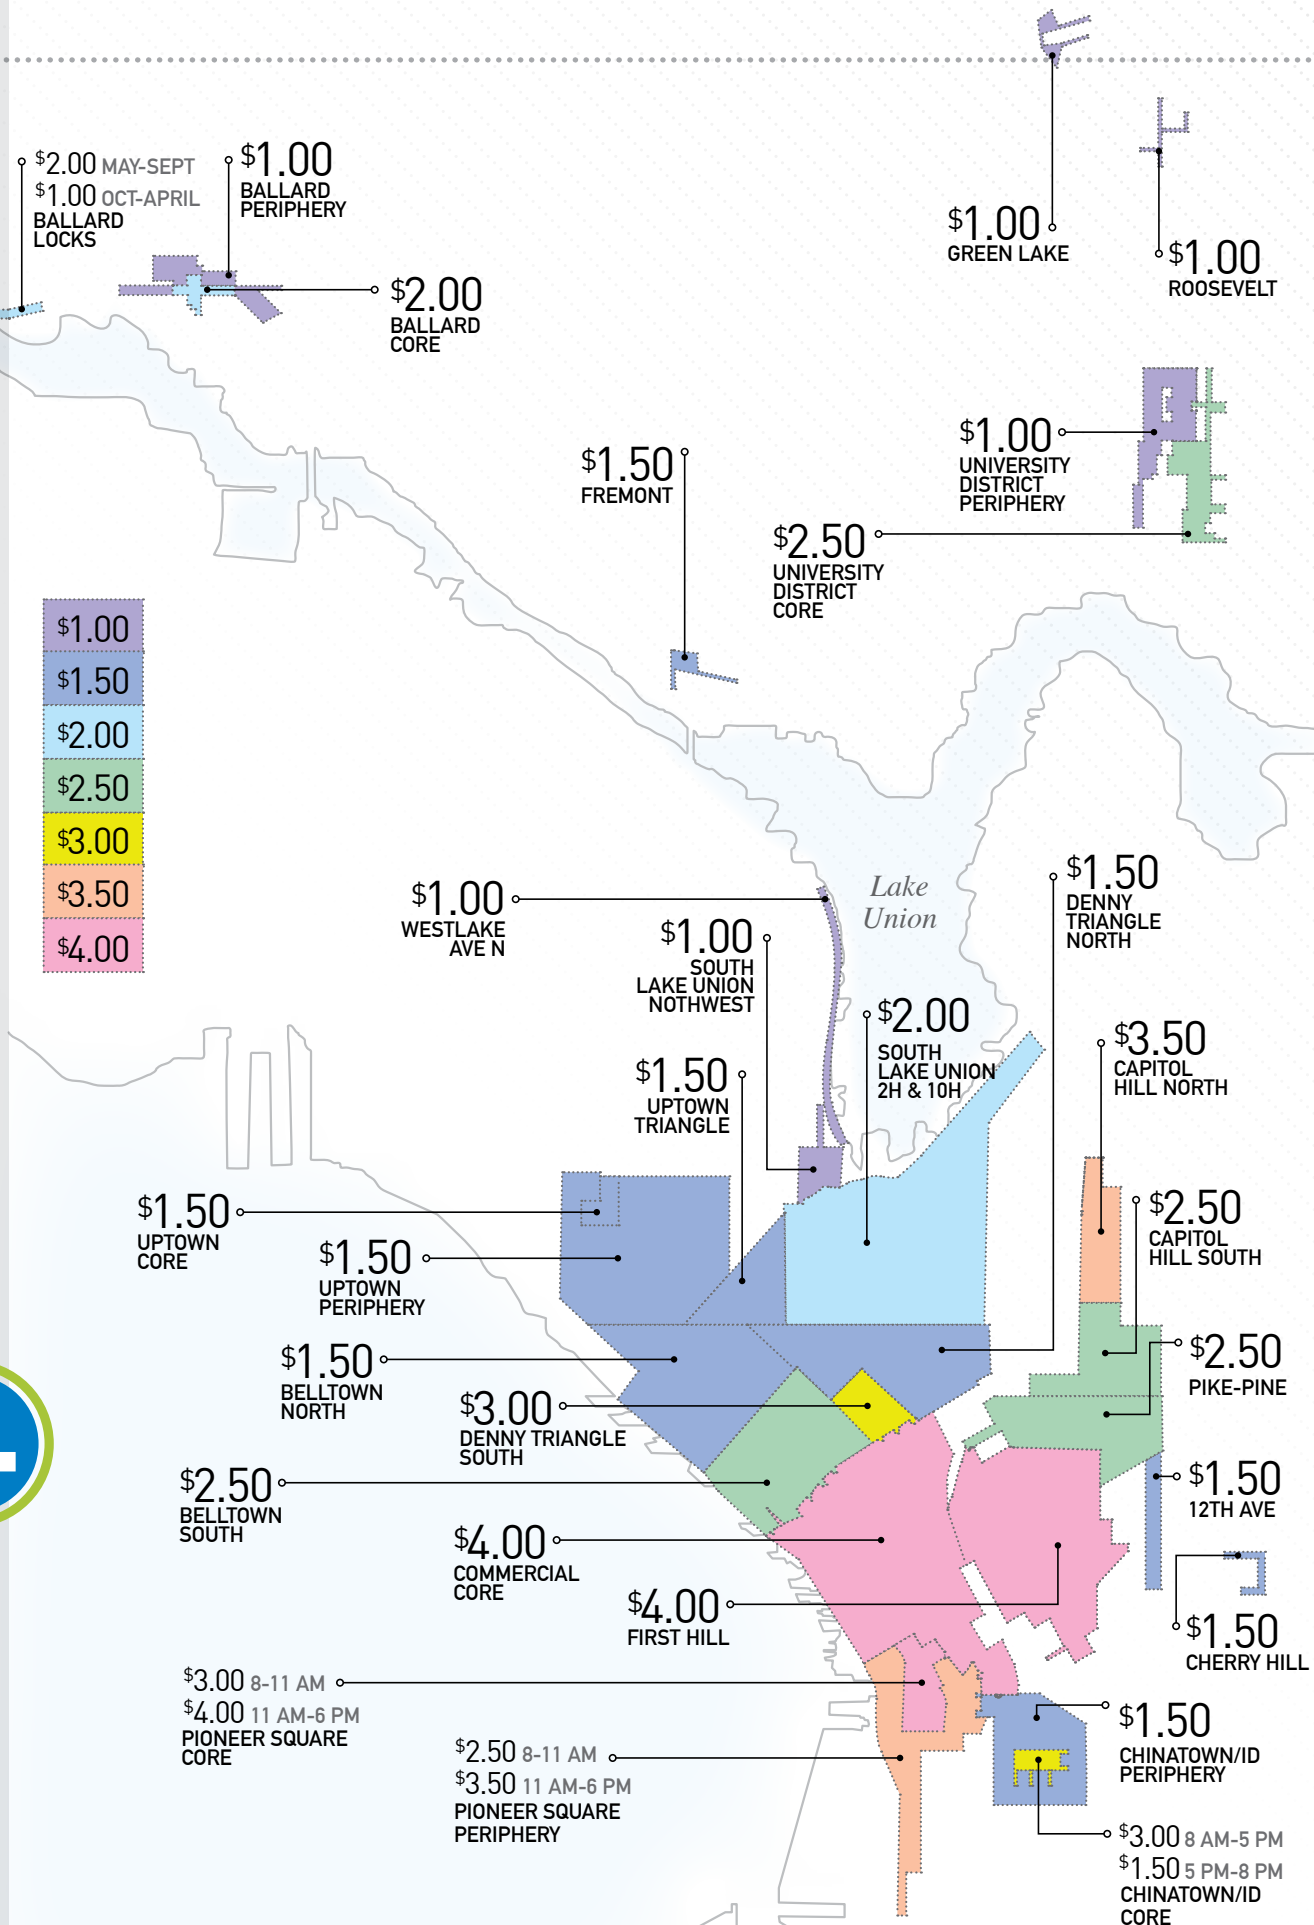 $2.00 MAY-SEPT
$1.00 OCT-APRIL
BALLARD
LOCKS
$1.00
BALLARD
PERIPHERY
$2.00
BALLARD
CORE
$1.00
GREEN LAKE
$1.00
ROOSEVELT
$1.50
FREMONT
$1.00
UNIVERSITY
DISTRICT
PERIPHERY
$2.50
UNIVERSITY
DISTRICT
CORE
$1.00
$1.50
$2.00
$2.50
$3.00
$3.50
$4.00
Lake
Union
$1.00
WESTLAKE
AVE N
$1.00
SOUTH
LAKE UNION
NOTHWEST
$1.50
DENNY
TRIANGLE
NORTH
$2.00
SOUTH
LAKE UNION
2H & 10H
$3.50
CAPITOL
HILL NORTH
$1.50
UPTOWN
TRIANGLE
$1.50
UPTOWN
CORE
$1.50
UPTOWN
PERIPHERY
$2.50
CAPITOL
HILL SOUTH
$1.50
BELLTOWN
NORTH
$2.50
PIKE-PINE
$3.00
DENNY TRIANGLE
SOUTH
$2.50
BELLTOWN
SOUTH
$1.50
12TH AVE
$4.00
COMMERCIAL
CORE
$4.00
FIRST HILL
$1.50
CHERRY HILL
$3.00 8-11 AM
$4.00 11 AM-6 PM
PIONEER SQUARE
CORE
$2.50 8-11 AM
$3.50 11 AM-6 PM
PIONEER SQUARE
PERIPHERY
$1.50
CHINATOWN/ID
PERIPHERY
$3.00 8 AM-5 PM
$1.50 5 PM-8 PM
CHINATOWN/ID
CORE